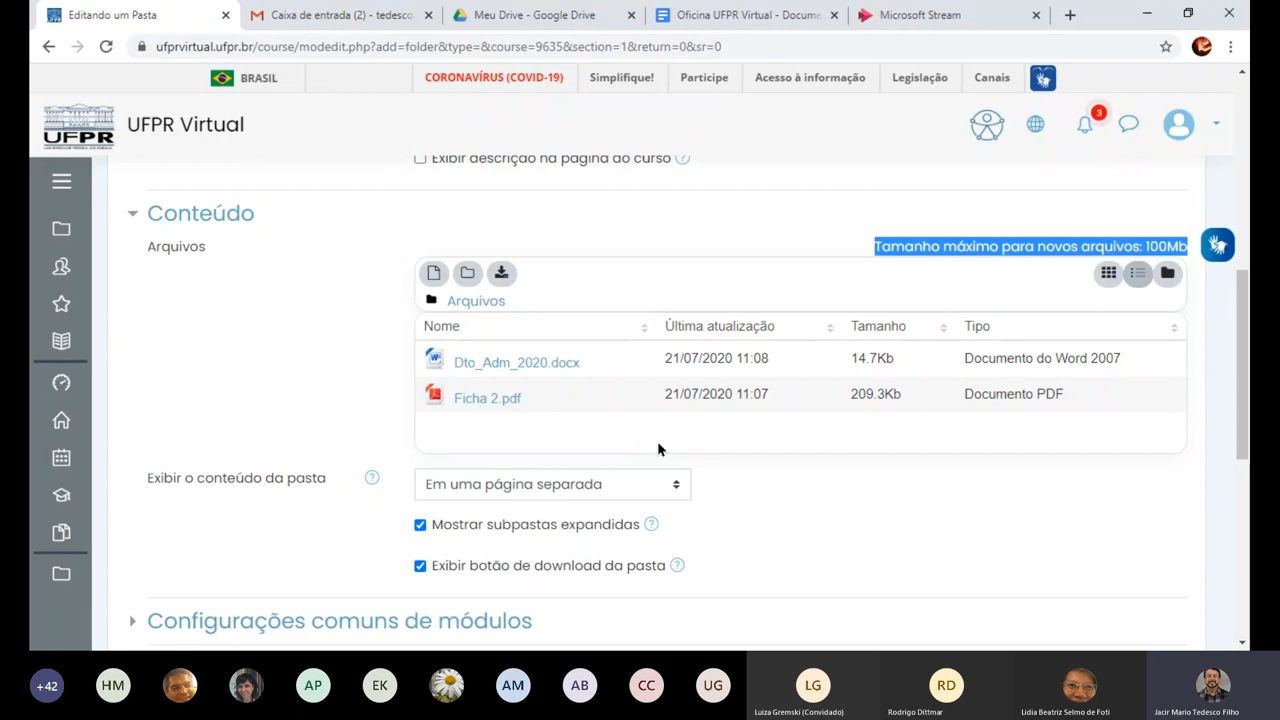 Editando um Pasta
Caixa de entrada (2) - tedesco.
Meu Drive - Google Drive
Oficina UFPR Virtual - Docume
Microsoft Stream
ufprvirtual.ufpr.br/course/modedit.php?add=folder&type=&course=9635&section=1&return=0&sr=0
BRASIL
CORONAVÍRUS (COVID-19)
Simplifique!
Participe
Acesso à informação
Legislação
Canais
UFPR
UFPR Virtual
3
Exibir descrição na página do curso
Conteúdo
Arquivos
Tamanho máximo para novos arquivos: 100Mb
Arquivos
Nome
Última atualização
Tamanho
Tipo
Dto_Adm_2020.docx
21/07/2020 11:08
14.7Kb
Documento do Word 2007
Ficha 2.pdf
21/07/2020 11:07
209.3Kb
Documento PDF
Exibir o conteúdo da pasta
Em uma página separada
Mostrar subpastas expandidas
Exibir botão de download da pasta
Configurações comuns de módulos
+42
HM
AP
EK
AM
AB
CC
UG
LG
RD
Luiza Gremski (Convidado)
Rodrigo Dittmar
Lidia Beatriz Selmo de Foti
Jacir Mario Tedesco Filho